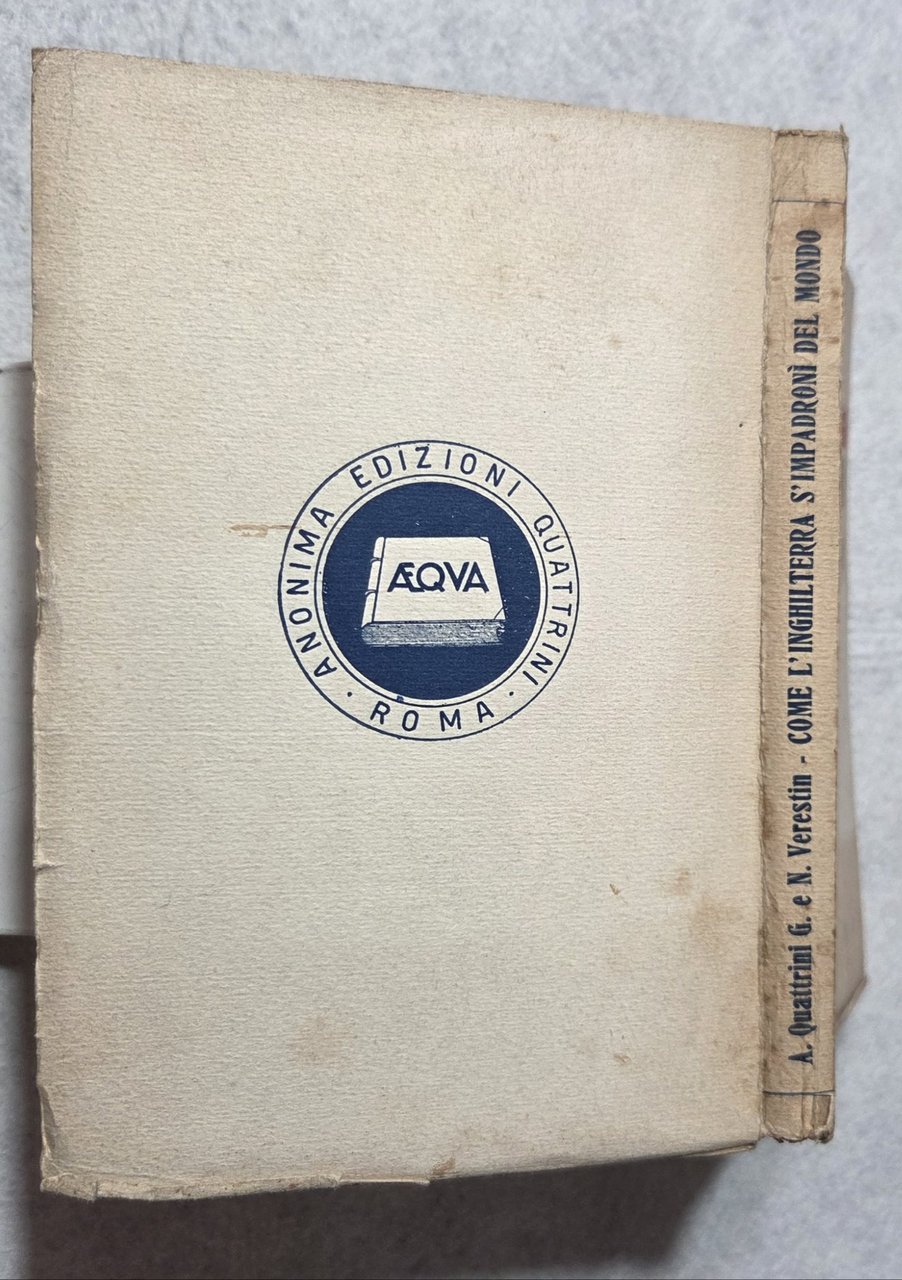 ANONIMA EDIZIONI QUATTRINI
· ROMA ·
ÆQVA
A. Quattrini G. e N. Verestin - COME L'INGHILTERRA S'IMPADRONÌ DEL MONDO